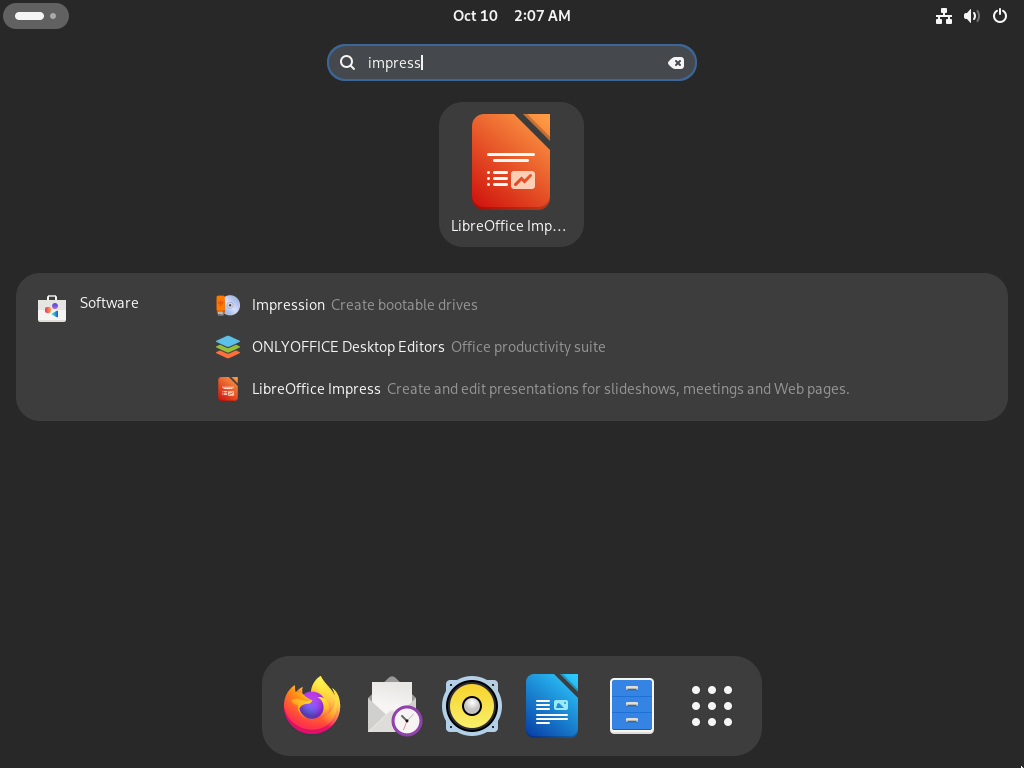 Oct 10 2:07 AM
impress
LibreOffice Imp...
Software
Impression Create bootable drives
ONLYOFFICE Desktop Editors Office productivity suite
LibreOffice Impress Create and edit presentations for slideshows, meetings and Web pages.